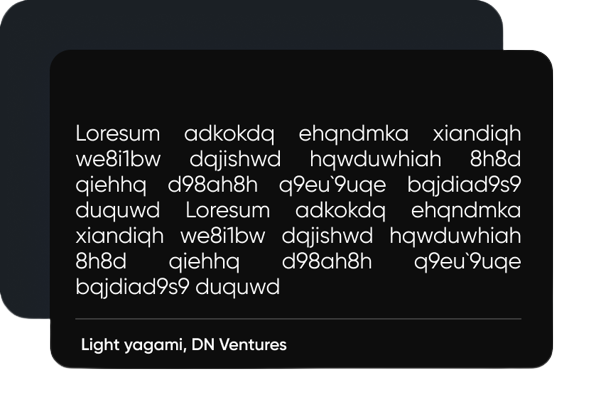 Loresum adkokdq ehqndmka xiandiqh
we8i1bw dqjishwd hqwduwhiah 8h8d
qiehhq d98ah8h q9eu`9uqe bqjdiad9s9
duquwd Loresum adkokdq ehqndmka
xiandiqh we8i1bw dqjishwd hqwduwhiah
8h8d qiehhq d98ah8h q9eu`9uqe
bqjdiad9s9 duquwd
Light yagami, DN Ventures